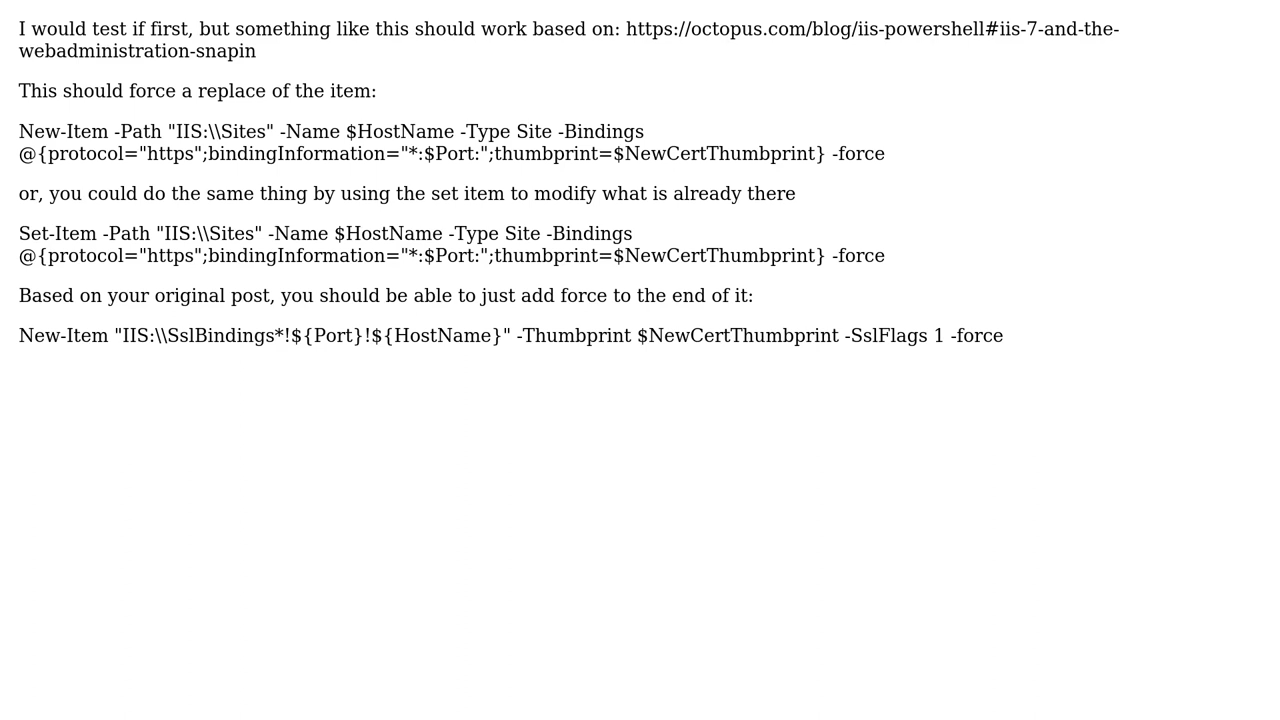 I would test if first, but something like this should work based on: https://octopus.com/blog/iis-powershell#iis-7-and-the-
webadministration-snapin
This should force a replace of the item:
New-Item -Path "IIS:\\Sites" -Name $HostName -Type Site -Bindings
@{protocol="https";bindingInformation="*:$Port:";thumbprint=$NewCertThumbprint} -force
or, you could do the same thing by using the set item to modify what is already there
Set-Item -Path "IIS:\\Sites" -Name $HostName -Type Site -Bindings
@{protocol="https";bindingInformation="*:$Port:";thumbprint=$NewCertThumbprint} -force
Based on your original post, you should be able to just add force to the end of it:
New-Item "IIS:\\SslBindings*!${Port}!${HostName}" -Thumbprint $NewCertThumbprint -SslFlags 1 -force